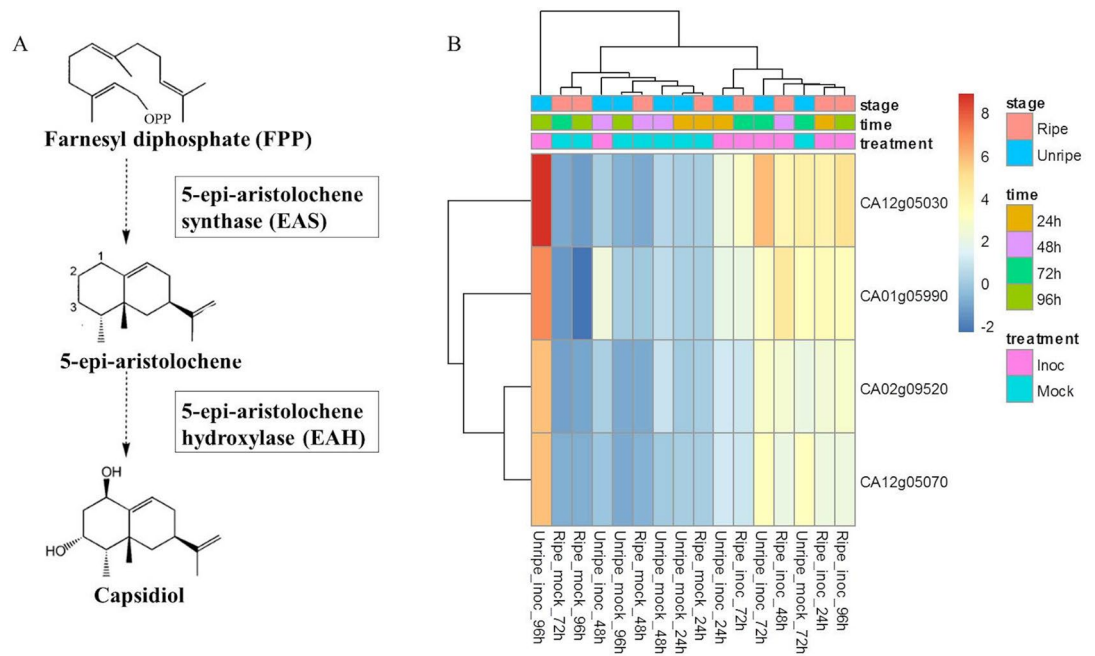 A
OPP
Farnesyl diphosphate (FPP)
5-epi-aristolochene
synthase (EAS)
1
2
3
5-epi-aristolochene
5-epi-aristolochene
hydroxylase (EAH)
OH
HO
Capsidiol
B
stage
time
treatment
CA12g05030
CA01g05990
CA02g09520
CA12g05070
Unripe_inoc_96h
Ripe_mock_72h
Ripe_mock_96h
Unripe_inoc_48h
Unripe_mock_96h
Ripe_mock_48h
Unripe_mock_48h
Unripe_mock_24h
Ripe_mock_24h
Unripe_inoc_24h
Ripe_inoc_72h
Unripe_inoc_72h
Ripe_inoc_48h
Unripe_mock_72h
Ripe_inoc_24h
Ripe_inoc_96h
8
6
4
2
0
-2
stage
Ripe
Unripe
time
24h
48h
72h
96h
treatment
Inoc
Mock